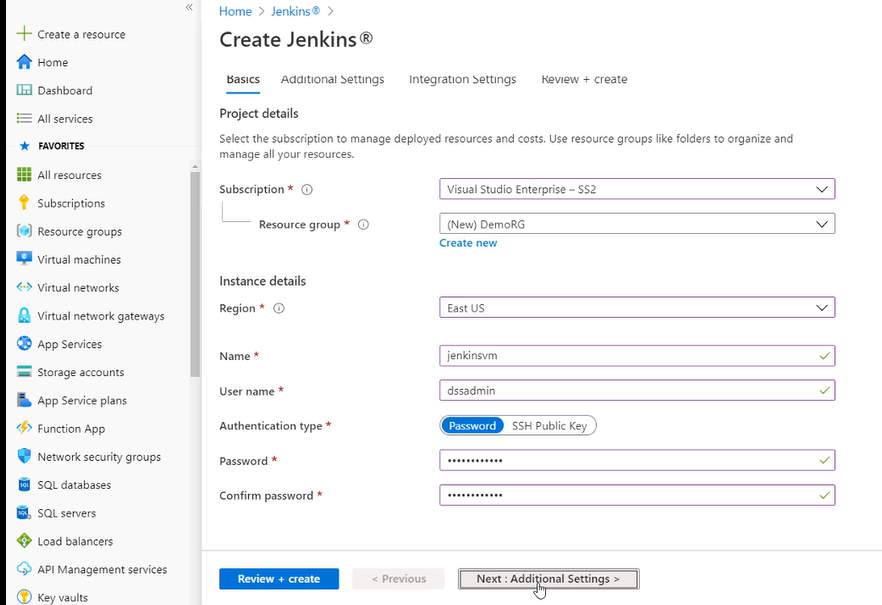 «
Create a resource
Home
Dashboard
All services
FAVORITES
All resources
Subscriptions
Resource groups
Virtual machines
Virtual networks
Virtual network gateways
App Services
Storage accounts
App Service plans
Function App
Network security groups
SQL databases
SQL servers
Load balancers
API Management services
Key vaults
Home > Jenkins® >
Create Jenkins®
Basics Additional Settings Integration Settings Review + create
Project details
Select the subscription to manage deployed resources and costs. Use resource groups like folders to organize and
manage all your resources.
Subscription * Visual Studio Enterprise – SS2
Resource group * (New) DemoRG
Create new
Instance details
Region * East US
Name * jenkinsvm
User name * dssadmin
Authentication type * Password SSH Public Key
Password * ••••••••••••
Confirm password * ••••••••••••
Review + create < Previous Next : Additional Settings >